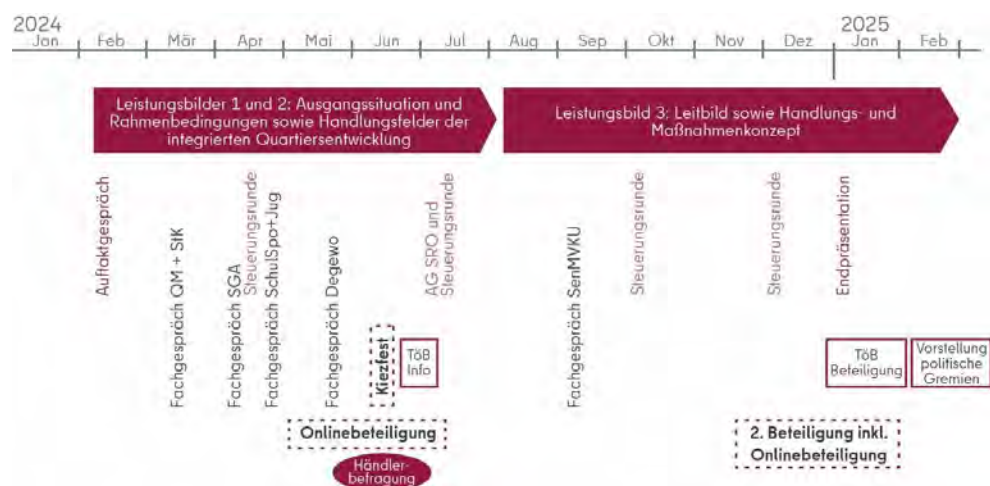 2024
2025
Jan
Feb
Mär
Apr
Mai
Jun
Jul
Aug
Sep
Okt
Nov
Dez
Jan
Feb
Leistungsbilder 1 und 2: Ausgangssituation und
Rahmenbedingungen sowie Handlungsfelder der
integrierten Quartiersentwicklung
Leistungsbild 3: Leitbild sowie Handlungs- und
Maßnahmenkonzept
Auftaktgespräch
Fachgespräch QM + StK
Fachgespräch SGA
Steuerungsrunde
Fachgespräch SchulSpo+Jug
Fachgespräch Degewo
Kiezfest
AG SRO und
Steuerungsrunde
TöB
Info
Fachgespräch SenMVKU
Steuerungsrunde
Steuerungsrunde
Endpräsentation
TöB
Beteiligung
Vorstellung
politische
Gremien
Onlinebeteiligung
2. Beteiligung inkl.
Onlinebeteiligung
Händler-
befragung